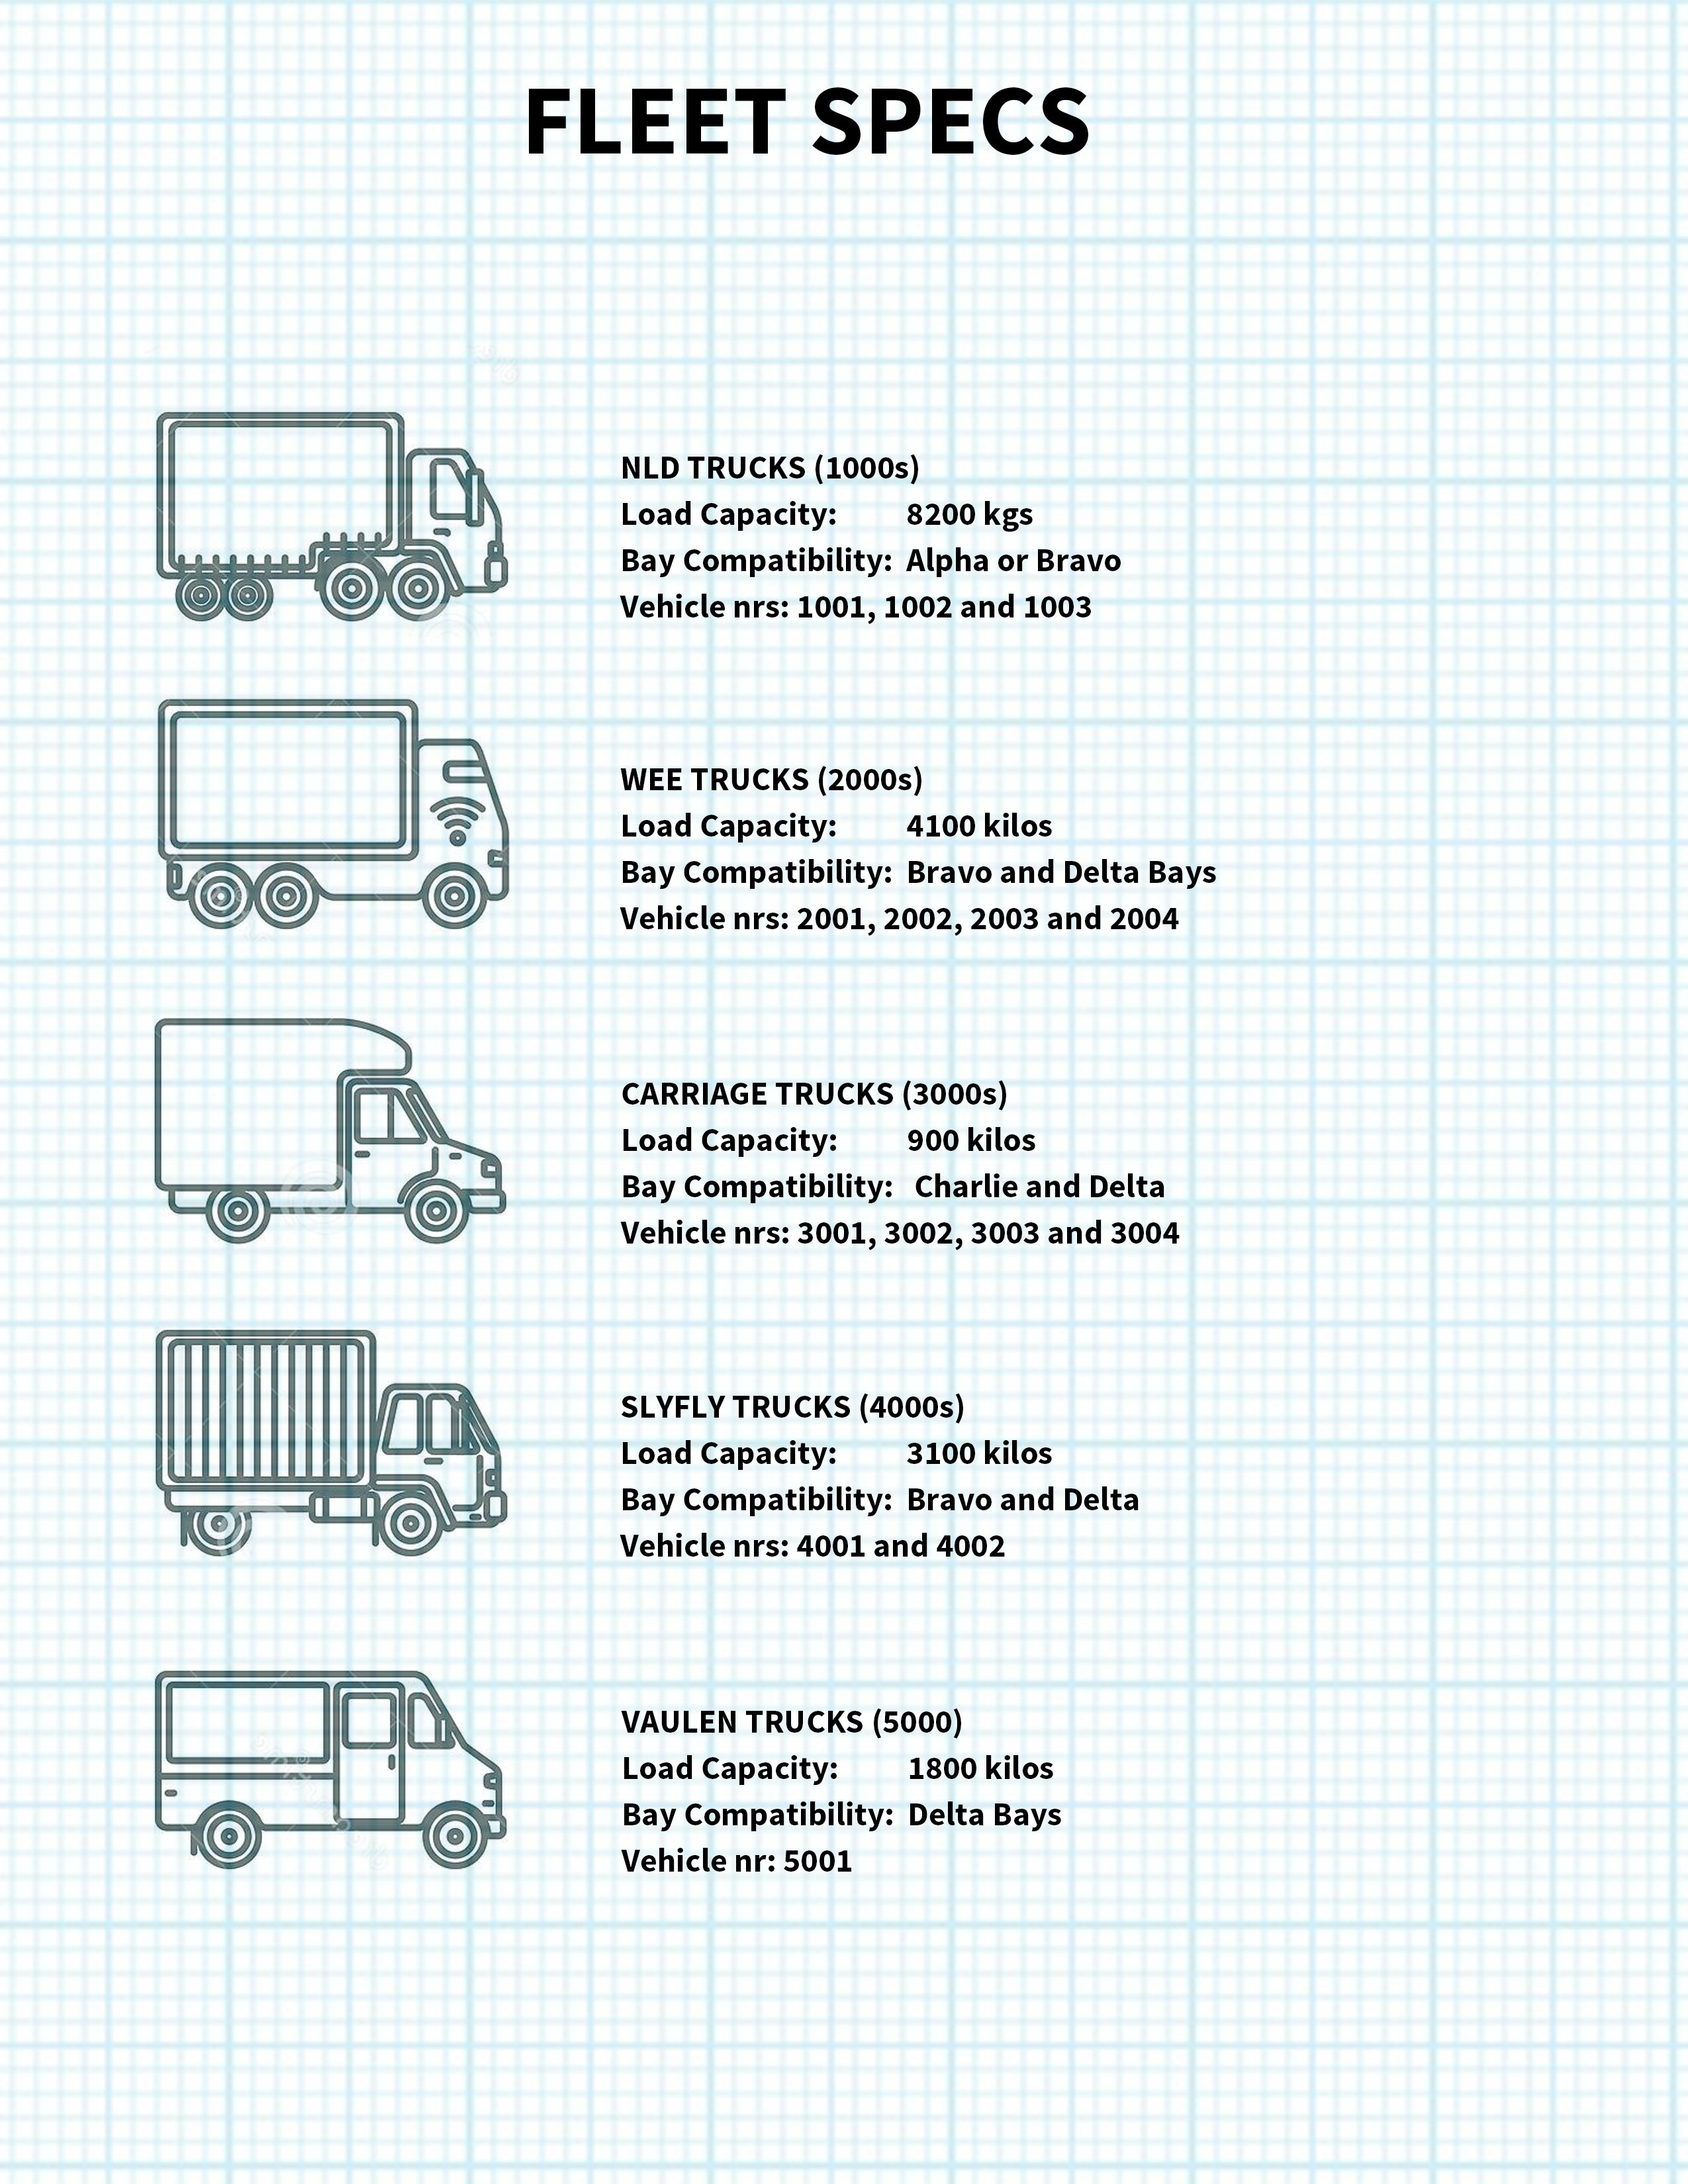 FLEET SPECS
NLD TRUCKS (1000s)
Load Capacity: 8200 kgs
Bay Compatibility: Alpha or Bravo
Vehicle nrs: 1001, 1002 and 1003
WEE TRUCKS (2000s)
Load Capacity: 4100 kilos
Bay Compatibility: Bravo and Delta Bays
Vehicle nrs: 2001, 2002, 2003 and 2004
CARRIAGE TRUCKS (3000s)
Load Capacity: 900 kilos
Bay Compatibility: Charlie and Delta
Vehicle nrs: 3001, 3002, 3003 and 3004
SLYFLY TRUCKS (4000s)
Load Capacity: 3100 kilos
Bay Compatibility: Bravo and Delta
Vehicle nrs: 4001 and 4002
VAULEN TRUCKS (5000)
Load Capacity: 1800 kilos
Bay Compatibility: Delta Bays
Vehicle nr: 5001